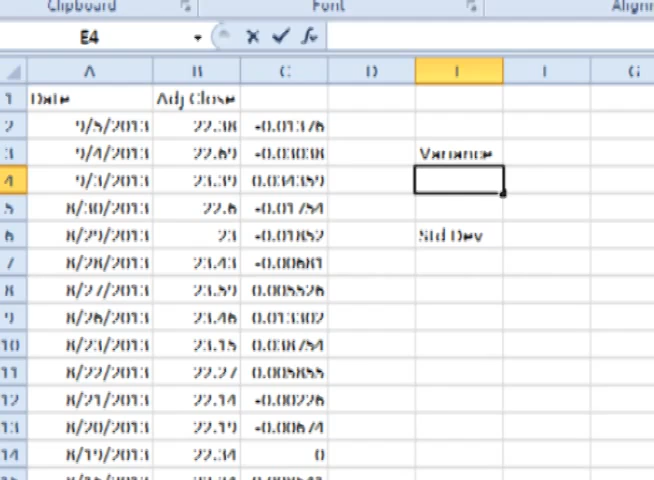 Clipboard Font
E4
A B C D E F G
1 Date Adj Close
2 9/5/2013 22.38 -0.01376
3 9/4/2013 22.69 -0.03038 Variance
4 9/3/2013 23.39 0.034359
5 8/30/2013 22.6 -0.01754
6 8/29/2013 23 -0.01852 Std Dev
7 8/28/2013 23.43 -0.00681
8 8/27/2013 23.59 0.005526
9 8/26/2013 23.46 0.013302
10 8/23/2013 23.15 0.038754
11 8/22/2013 22.27 0.005855
12 8/21/2013 22.14 -0.00226
13 8/20/2013 22.19 -0.00674
14 8/19/2013 22.34 0